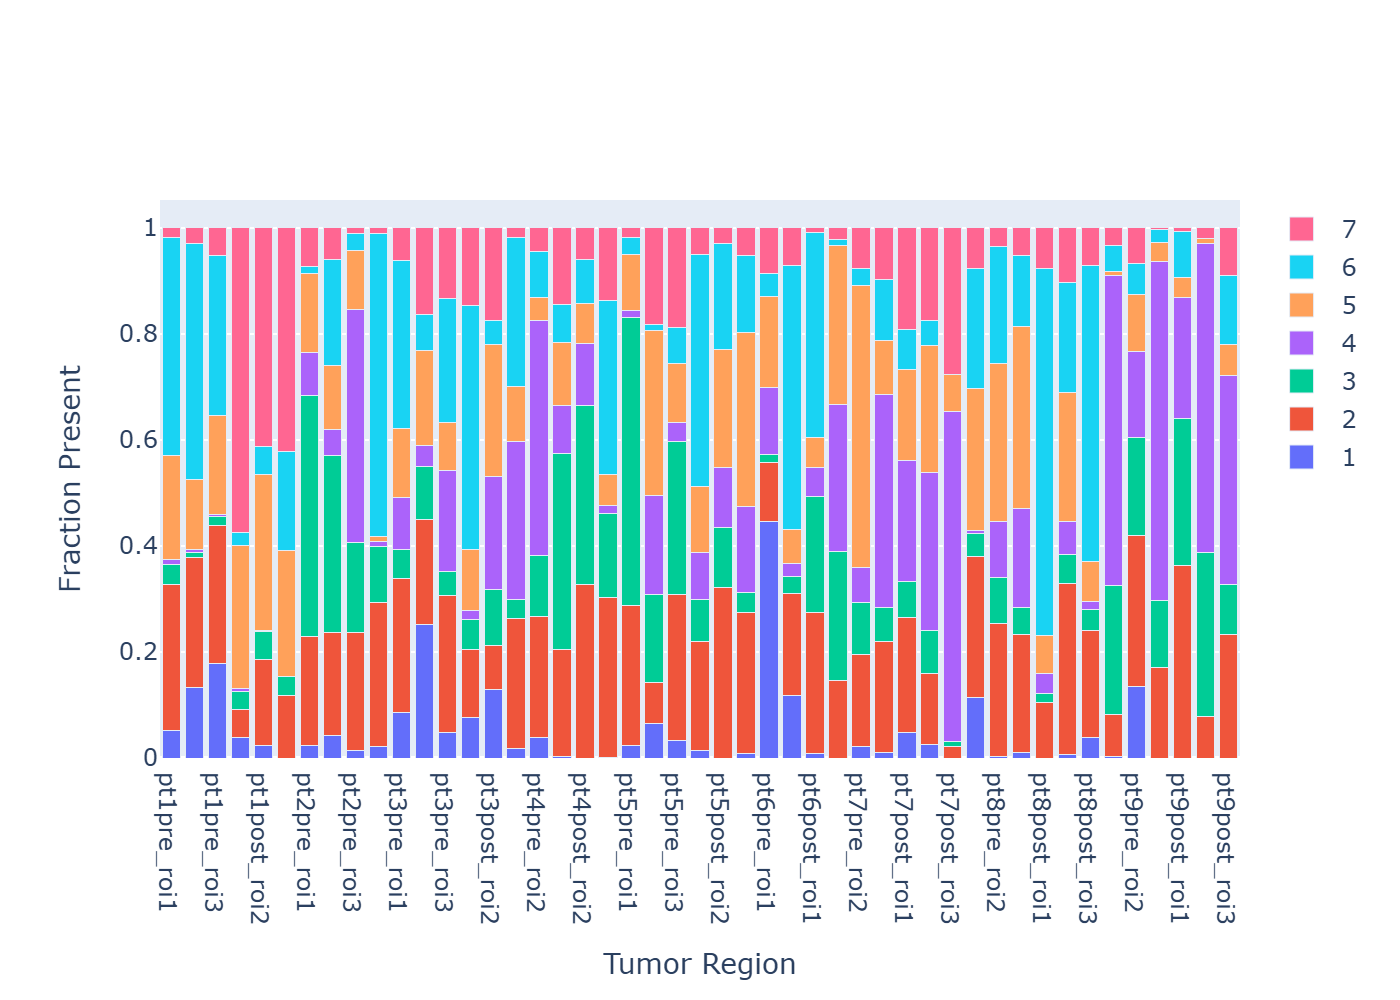 1
0.8
0.6
0.4
0.2
0
Fraction Present
7
6
5
4
3
2
1
pt1pre_roi1
pt1pre_roi3
pt1post_roi2
pt2pre_roi1
pt2pre_roi3
pt3pre_roi1
pt3pre_roi3
pt3post_roi2
pt4pre_roi2
pt4post_roi2
pt5pre_roi1
pt5pre_roi3
pt5post_roi2
pt6pre_roi1
pt6post_roi1
pt7pre_roi2
pt7post_roi1
pt7post_roi3
pt8pre_roi2
pt8post_roi1
pt8post_roi3
pt9pre_roi2
pt9post_roi1
pt9post_roi3
Tumor Region